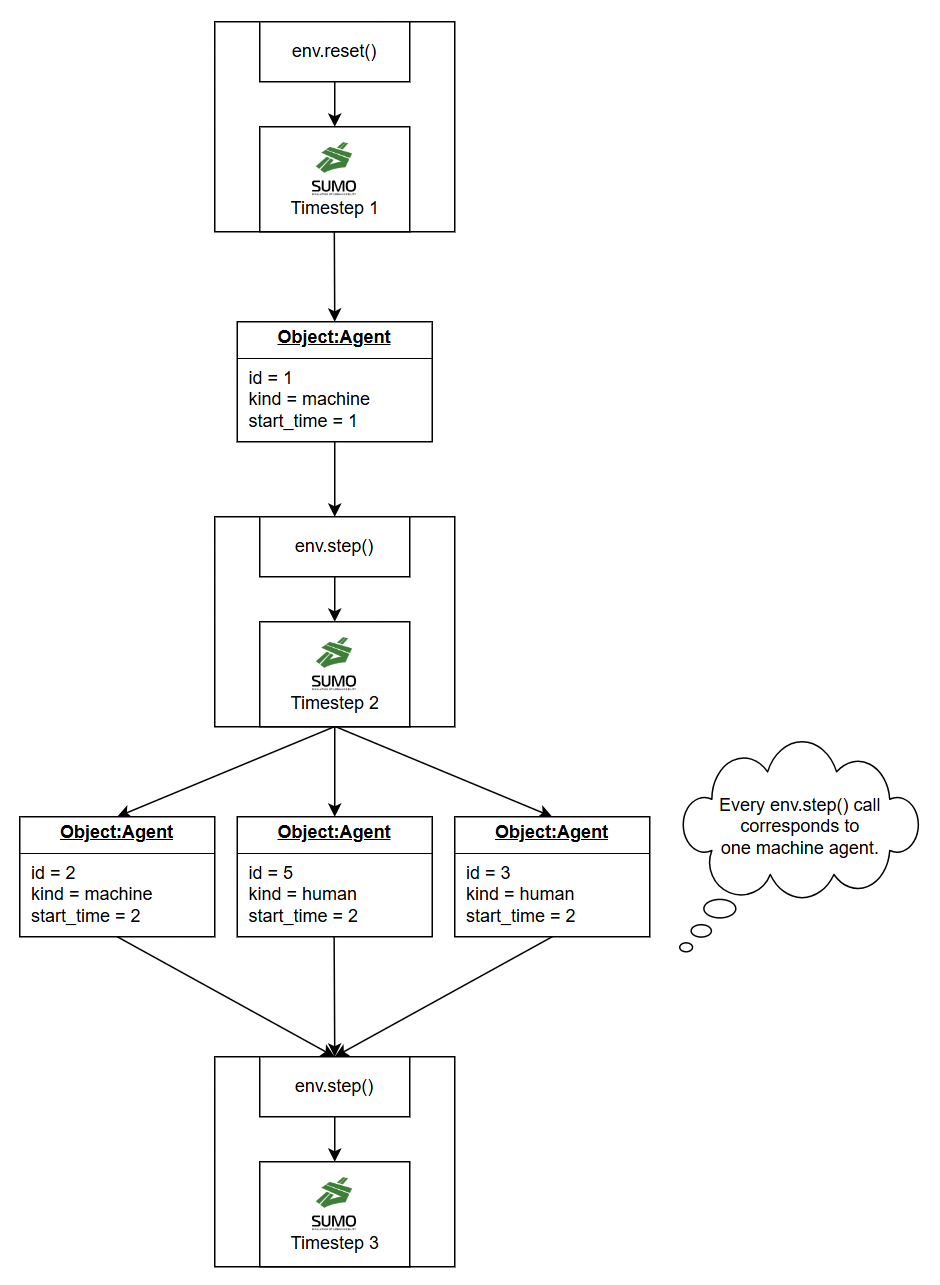 env.reset()
SUMO
Timestep 1
Object:Agent
id = 1
kind = machine
start_time = 1
env.step()
SUMO
Timestep 2
Object:Agent
id = 2
kind = machine
start_time = 2
Object:Agent
id = 5
kind = human
start_time = 2
Object:Agent
id = 3
kind = human
start_time = 2
Every env.step() call
corresponds to
one machine agent.
env.step()
SUMO
Timestep 3